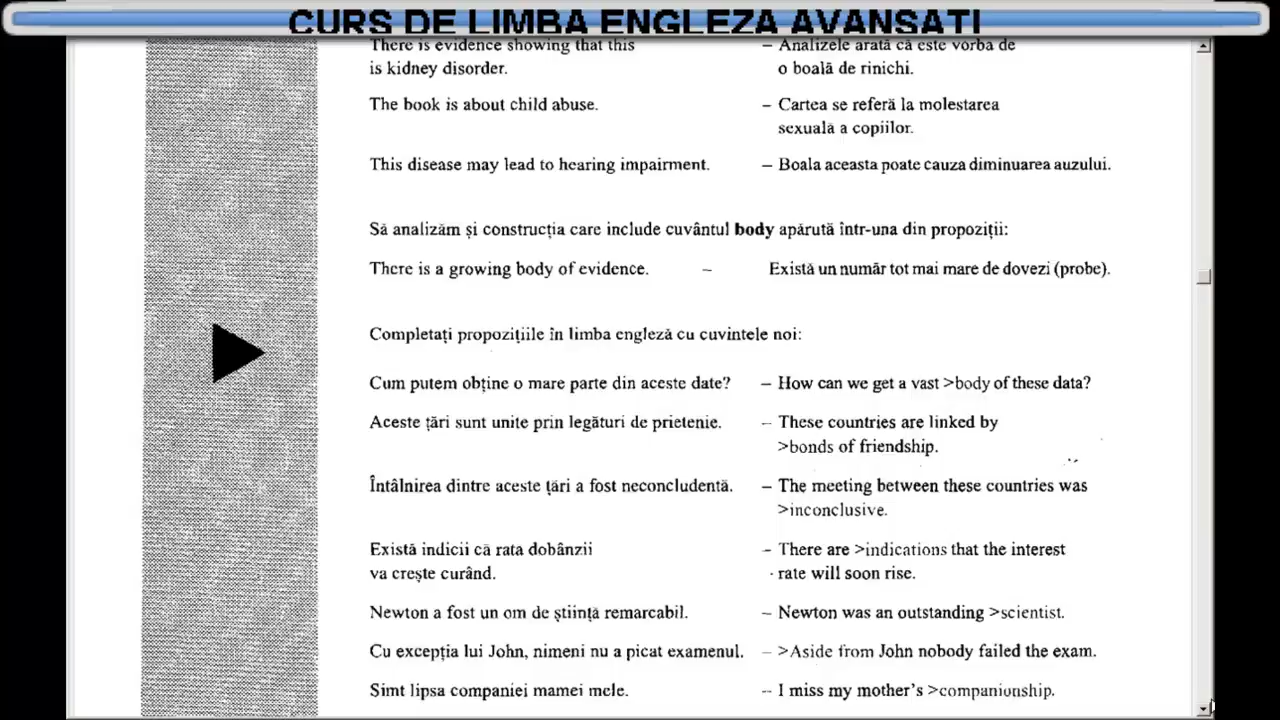 CURS DE LIMBA ENGLEZA AVANSATI
There is evidence showing that this – Analizele arată că este vorba de
is kidney disorder. o boală de rinichi.
The book is about child abuse. – Cartea se referă la molestarea
sexuală a copiilor.
This disease may lead to hearing impairment. – Boala aceasta poate cauza diminuarea auzului.
Să analizăm și construcția care include cuvântul body apărută într-una din propoziții:
There is a growing body of evidence. – Există un număr tot mai mare de dovezi (probe).
Completați propozițiile în limba engleză cu cuvintele noi:
Cum putem obține o mare parte din aceste date? – How can we get a vast >body of these data?
Aceste țări sunt unite prin legături de prietenie. – These countries are linked by
>bonds of friendship.
Întâlnirea dintre aceste țări a fost neconcludentă. – The meeting between these countries was
>inconclusive.
Există indicii că rata dobânzii – There are >indications that the interest
va crește curând. rate will soon rise.
Newton a fost un om de știință remarcabil. – Newton was an outstanding >scientist.
Cu excepția lui John, nimeni nu a picat examenul. – >Aside from John nobody failed the exam.
Simt lipsa companiei mamei mele. – I miss my mother's >companionship.